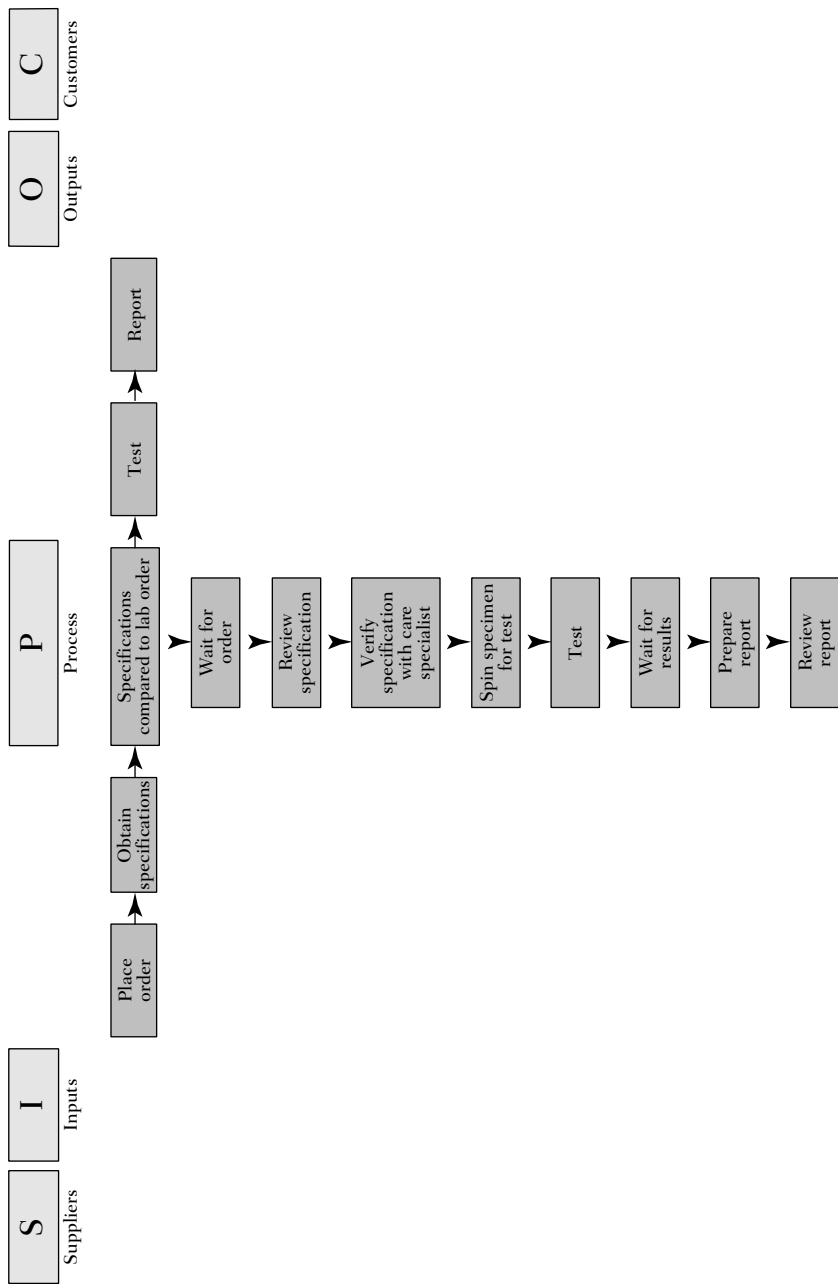 S
Suppliers
I
Inputs
P
Process
O
Outputs
C
Customers
Place
order
Obtain
specifications
Specifications
compared to lab order
Test
Report
Wait for
order
Review
specification
Verify
specification
with care
specialist
Spin specimen
for test
Test
Wait for
results
Prepare
report
Review
report